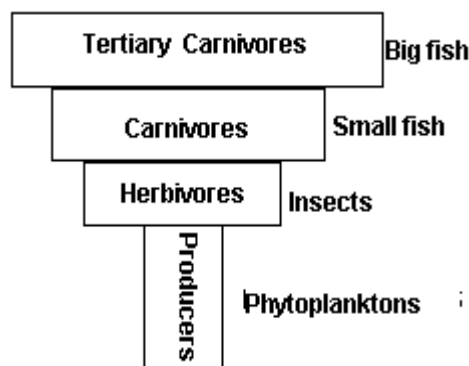 Tertiary Carnivores
Big fish
Carnivores
Small fish
Herbivores
Insects
Producers
Phytoplanktons ;